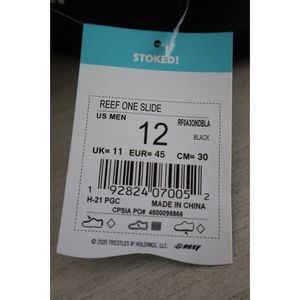 STOKED!
REEF ONE SLIDE
US MEN 12 RF0A3ONDBLA
BLACK
UK= 11 EUR= 45 CM= 30
1 92824 07005 2
H-21 PGC MADE IN CHINA
CPSIA PO# 4500096866
© 2020 TRESTLES IP HOLDINGS, LLC. REEF